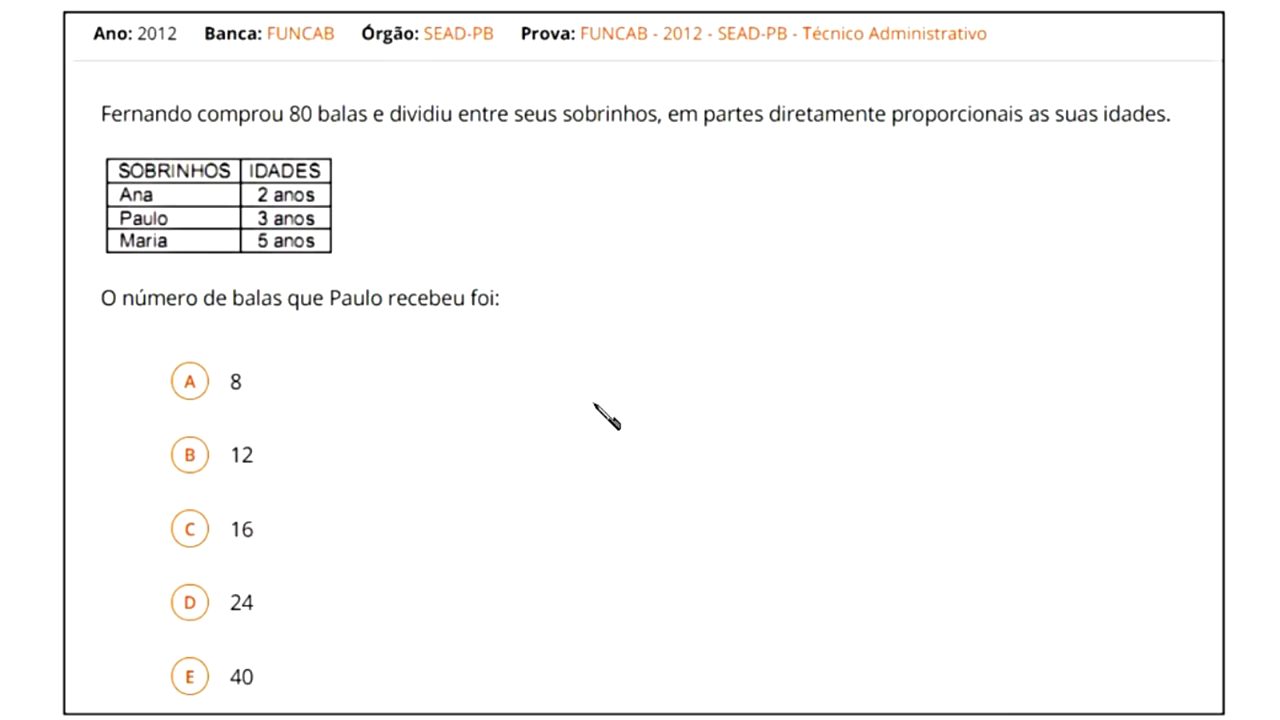 Ano: 2012 Banca: FUNCAB Órgão: SEAD-PB Prova: FUNCAB - 2012 - SEAD-PB - Técnico Administrativo
Fernando comprou 80 balas e dividiu entre seus sobrinhos, em partes diretamente proporcionais as suas idades.
SOBRINHOS IDADES
Ana 2 anos
Paulo 3 anos
Maria 5 anos
O número de balas que Paulo recebeu foi:
A 8
B 12
C 16
D 24
E 40